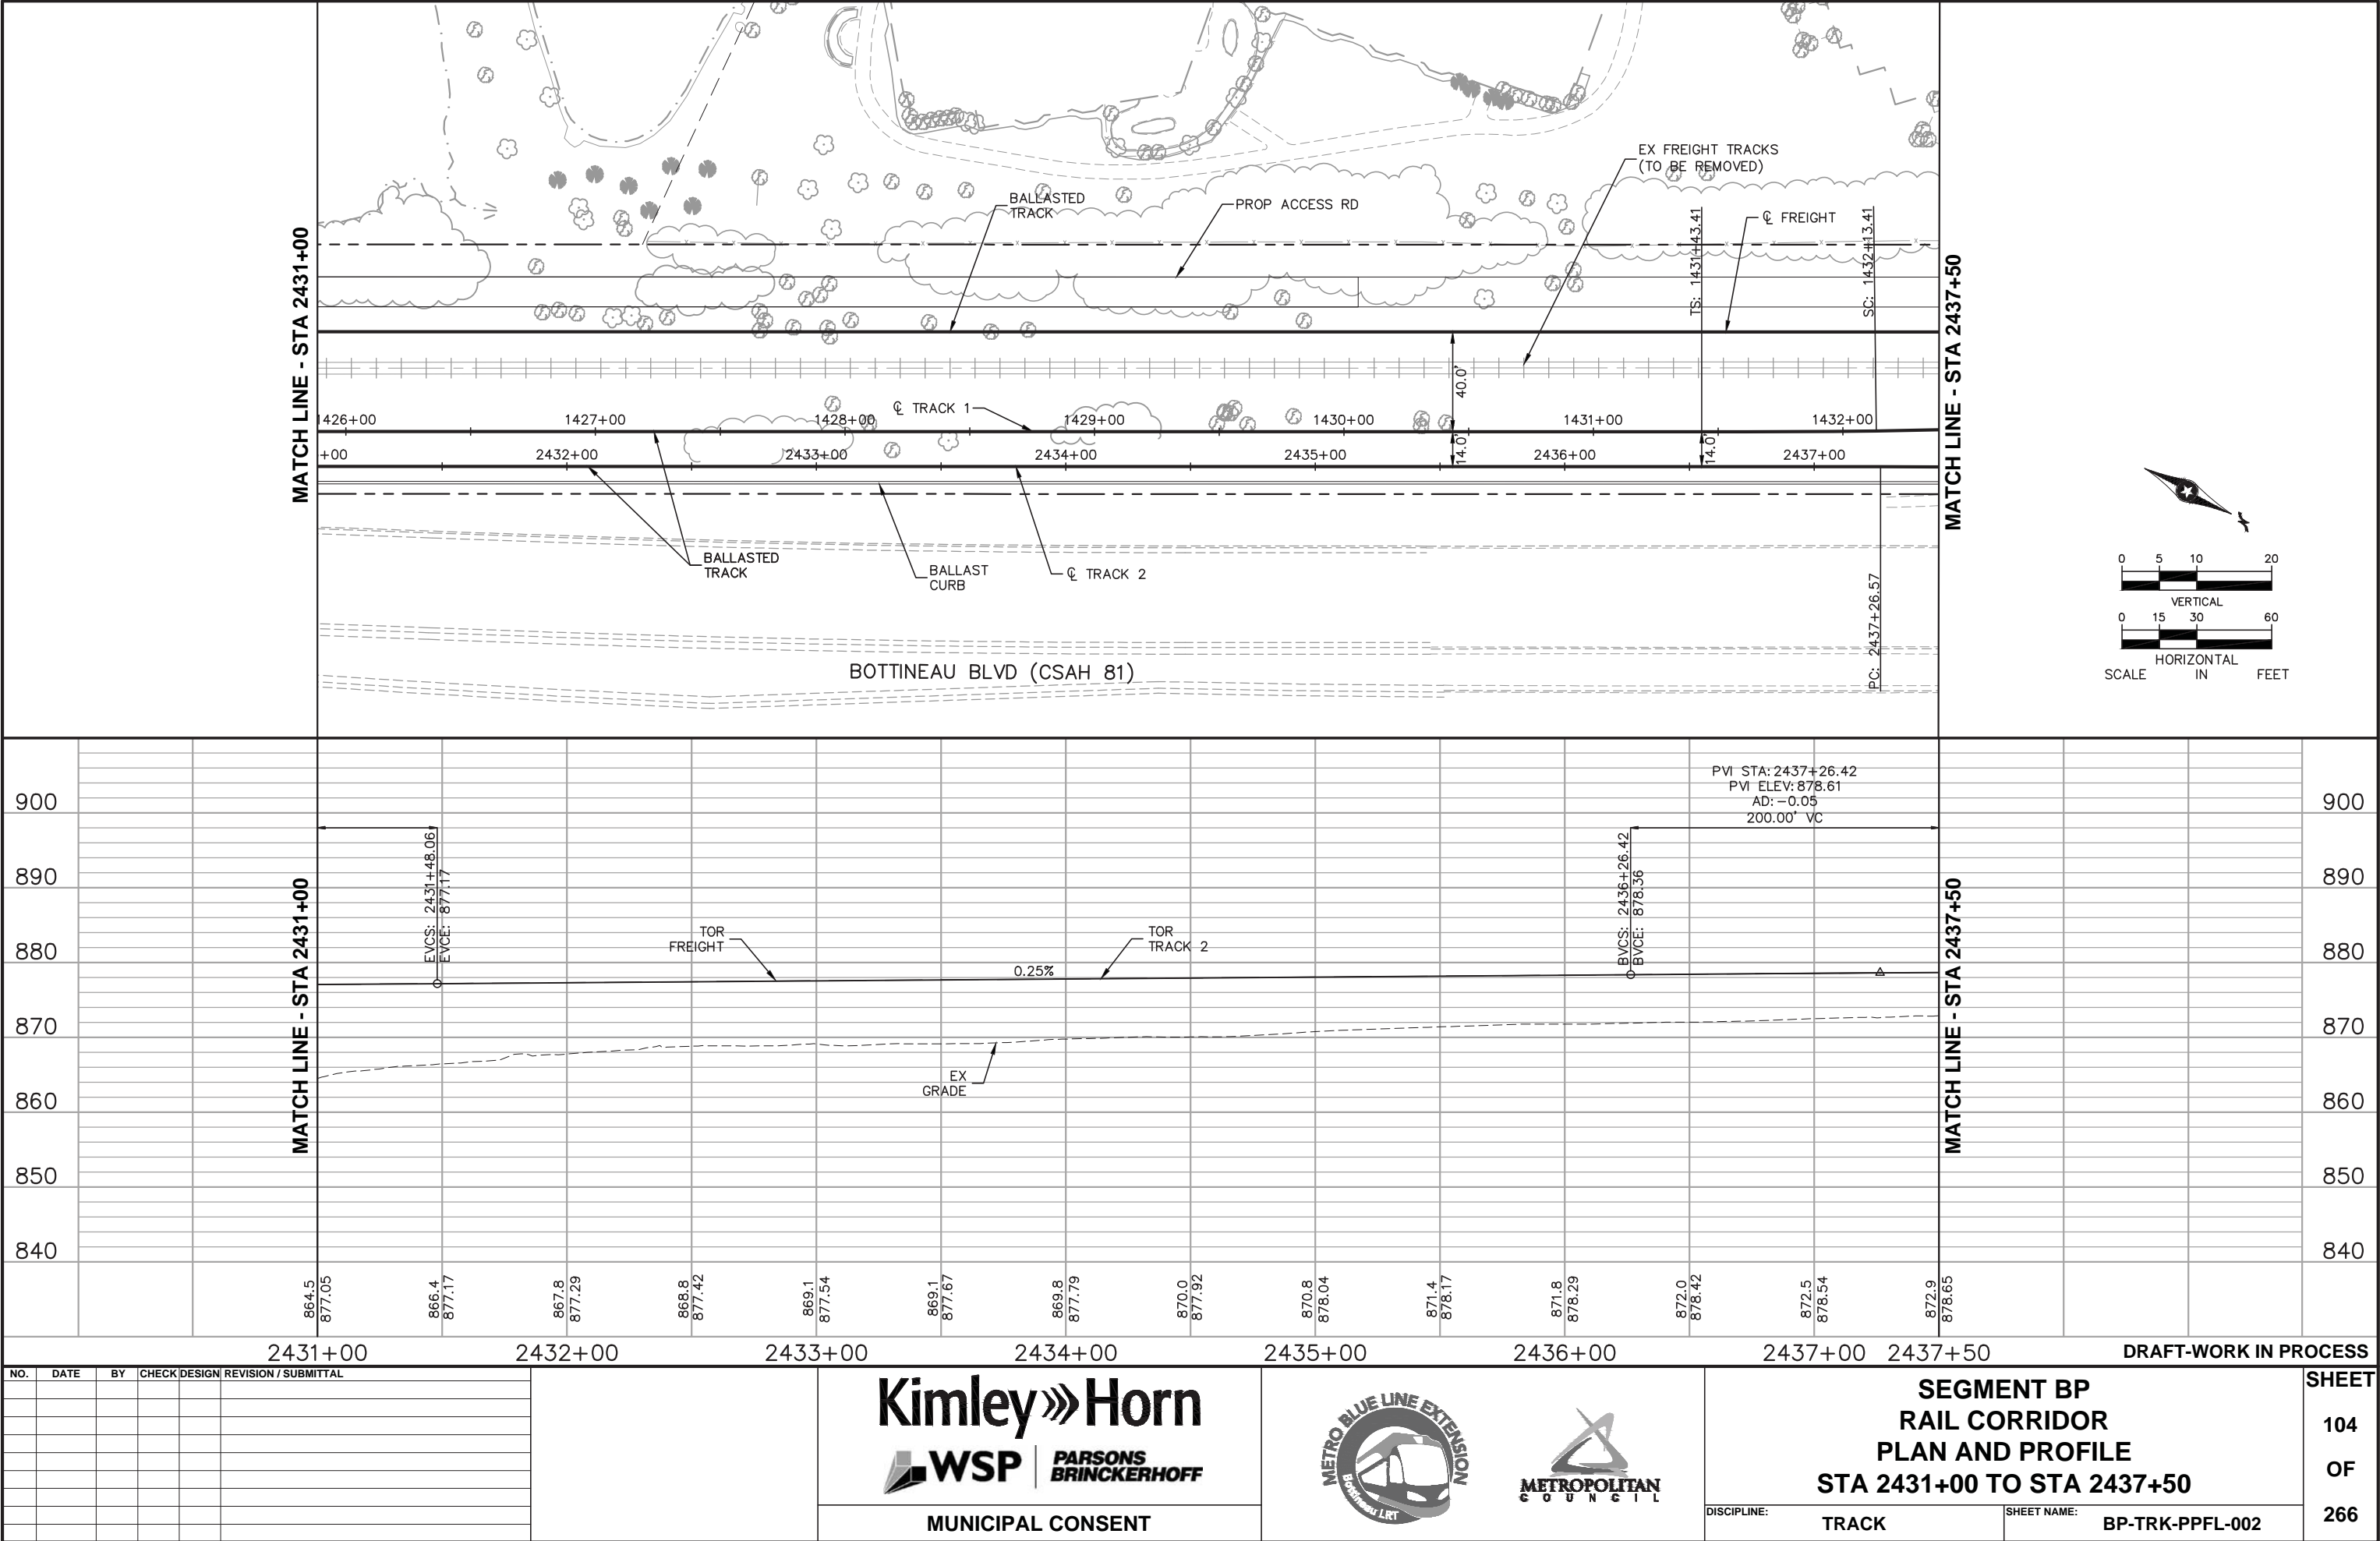 MATCH LINE - STA 2431+00
MATCH LINE - STA 2437+50
BALLASTED
TRACK
PROP ACCESS RD
EX FREIGHT TRACKS
(TO BE REMOVED)
℄ FREIGHT
TS: 1431+43.41
SC: 1432+13.41
40.0'
14.0'
14.0'
℄ TRACK 1
1426+00
1427+00
1428+00
1429+00
1430+00
1431+00
1432+00
+00
2432+00
2433+00
2434+00
2435+00
2436+00
2437+00
BALLASTED
TRACK
BALLAST
CURB
℄ TRACK 2
PC: 2437+26.57
BOTTINEAU BLVD (CSAH 81)
0 5 10 20
VERTICAL
0 15 30 60
HORIZONTAL
SCALE IN FEET
PVI STA: 2437+26.42
PVI ELEV: 878.61
AD: -0.05
200.00' VC
900
890
880
870
860
850
840
900
890
880
870
860
850
840
MATCH LINE - STA 2431+00
MATCH LINE - STA 2437+50
EVCS: 2431+48.06
EVCE: 877.17
BVCS: 2436+26.42
BVCE: 878.36
TOR
FREIGHT
0.25%
TOR
TRACK 2
EX
GRADE
864.5
877.05
866.4
877.17
867.8
877.29
868.8
877.42
869.1
877.54
869.1
877.67
869.8
877.79
870.0
877.92
870.8
878.04
871.4
878.17
871.8
878.29
872.0
878.42
872.5
878.54
872.9
878.65
2431+00
2432+00
2433+00
2434+00
2435+00
2436+00
2437+00
2437+50
DRAFT-WORK IN PROCESS
NO. DATE BY CHECK DESIGN REVISION / SUBMITTAL
Kimley»Horn
WSP | PARSONS
BRINCKERHOFF
MUNICIPAL CONSENT
METRO BLUE LINE EXTENSION
Bottineau LRT
METROPOLITAN
COUNCIL
SEGMENT BP
RAIL CORRIDOR
PLAN AND PROFILE
STA 2431+00 TO STA 2437+50
DISCIPLINE:
TRACK
SHEET NAME:
BP-TRK-PPFL-002
SHEET
104
OF
266